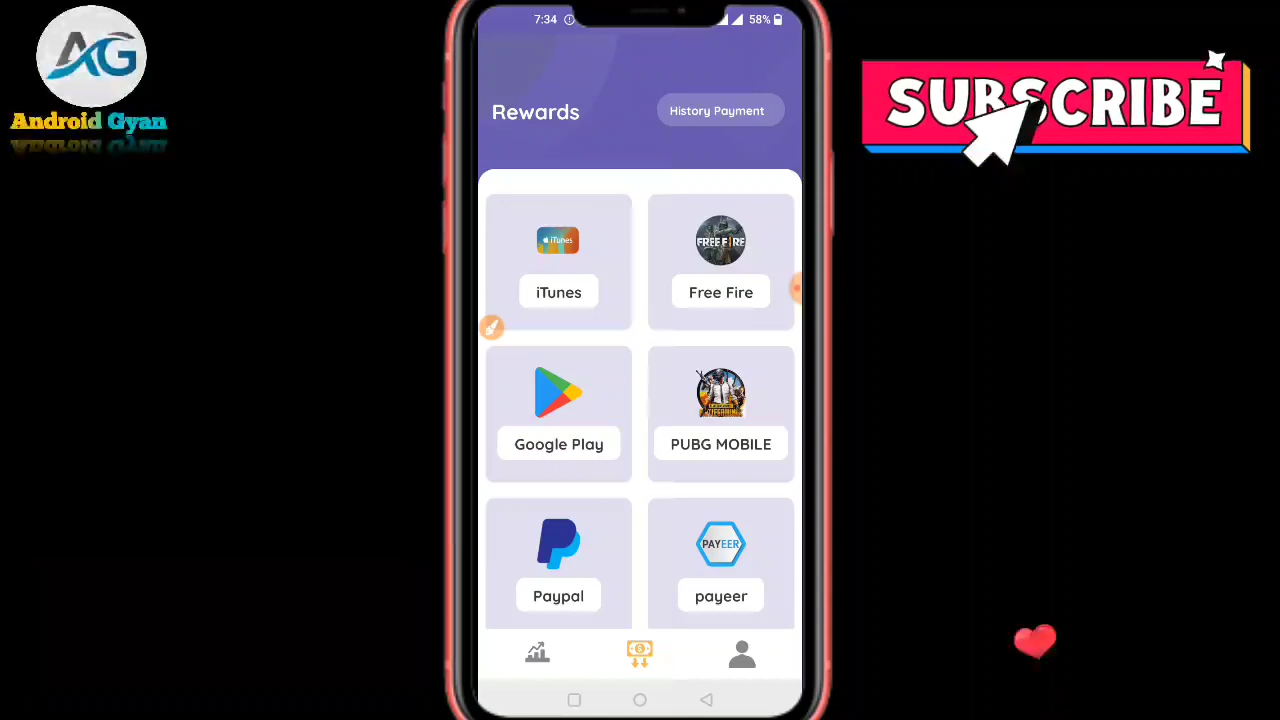 AG
Android Gyan
7:34
58%
Rewards
History Payment
SUBSCRIBE
iTunes
iTunes
FREE FIRE
Free Fire
Google Play
PUBG MOBILE
Paypal
PAYEER
payeer